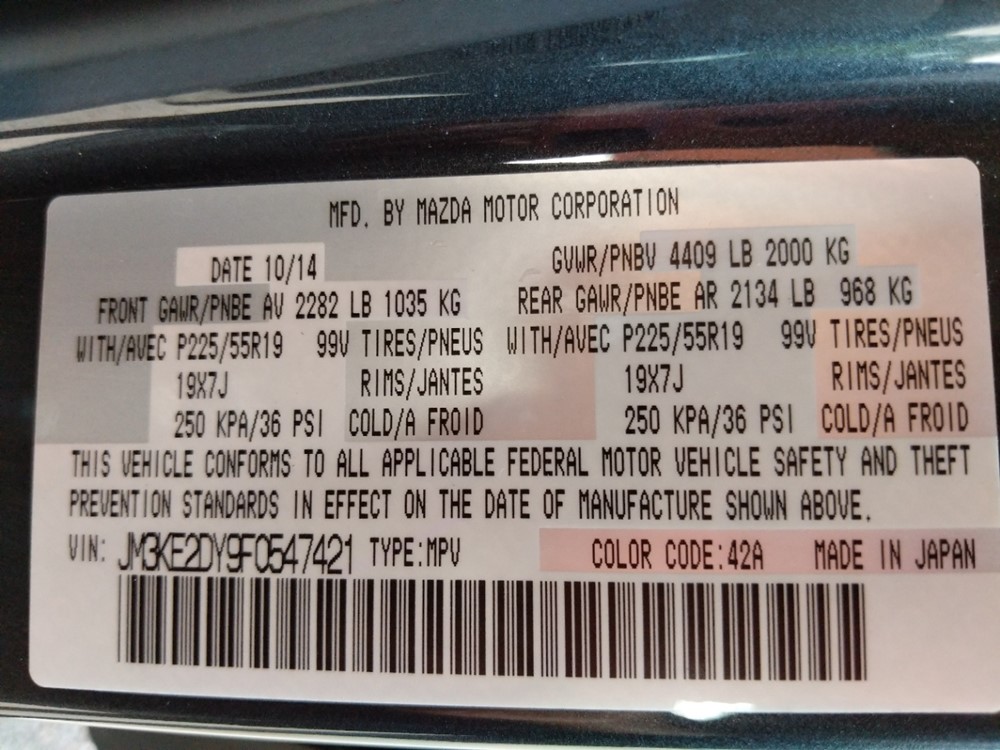 MFD. BY MAZDA MOTOR CORPORATION
DATE 10/14 GVWR/PNBV 4409 LB 2000 KG
FRONT GAWR/PNBE AV 2282 LB 1035 KG REAR GAWR/PNBE AR 2134 LB 968 KG
WITH/AVEC P225/55R19 99V TIRES/PNEUS WITH/AVEC P225/55R19 99V TIRES/PNEUS
19X7J RIMS/JANTES 19X7J RIMS/JANTES
250 KPA/36 PSI COLD/A FROID 250 KPA/36 PSI COLD/A FROID
THIS VEHICLE CONFORMS TO ALL APPLICABLE FEDERAL MOTOR VEHICLE SAFETY AND THEFT
PREVENTION STANDARDS IN EFFECT ON THE DATE OF MANUFACTURE SHOWN ABOVE.
VIN: JM3KE2DY9F0547421 TYPE:MPV COLOR CODE:42A MADE IN JAPAN